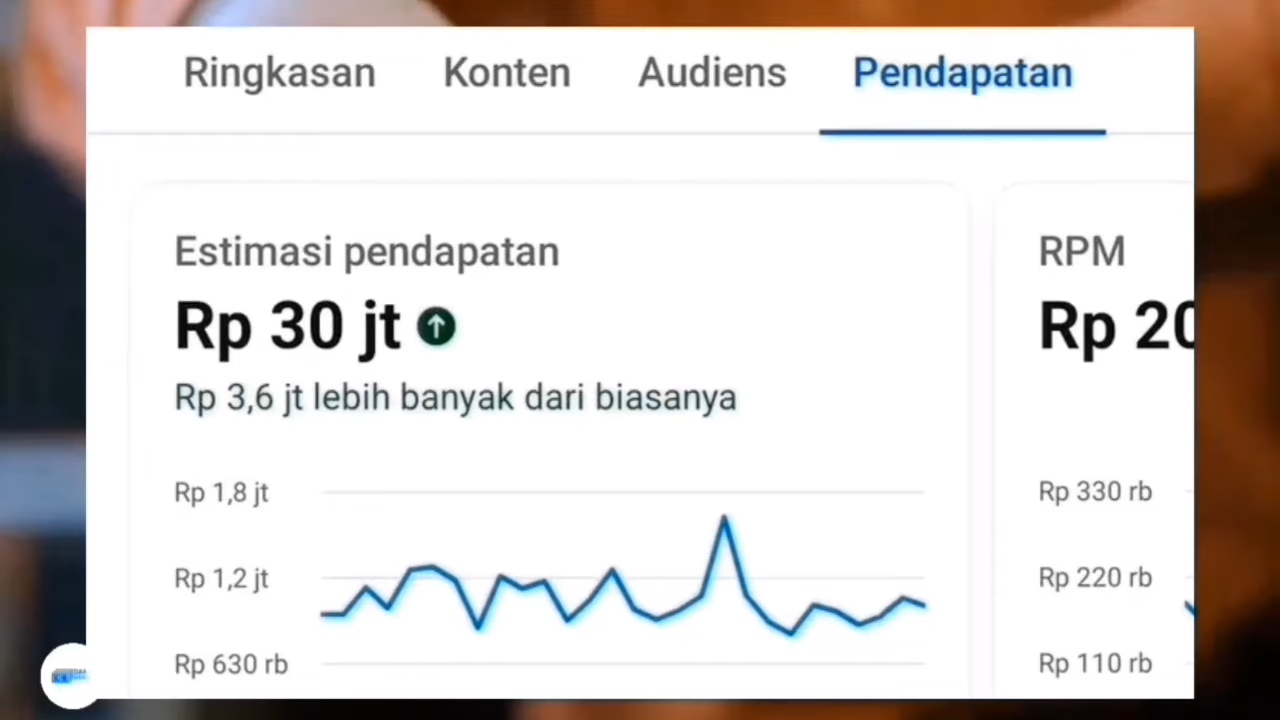 Ringkasan Konten Audiens Pendapatan
Estimasi pendapatan
Rp 30 jt
Rp 3,6 jt lebih banyak dari biasanya
Rp 1,8 jt
Rp 1,2 jt
Rp 630 rb
RPM
Rp 20
Rp 330 rb
Rp 220 rb
Rp 110 rb